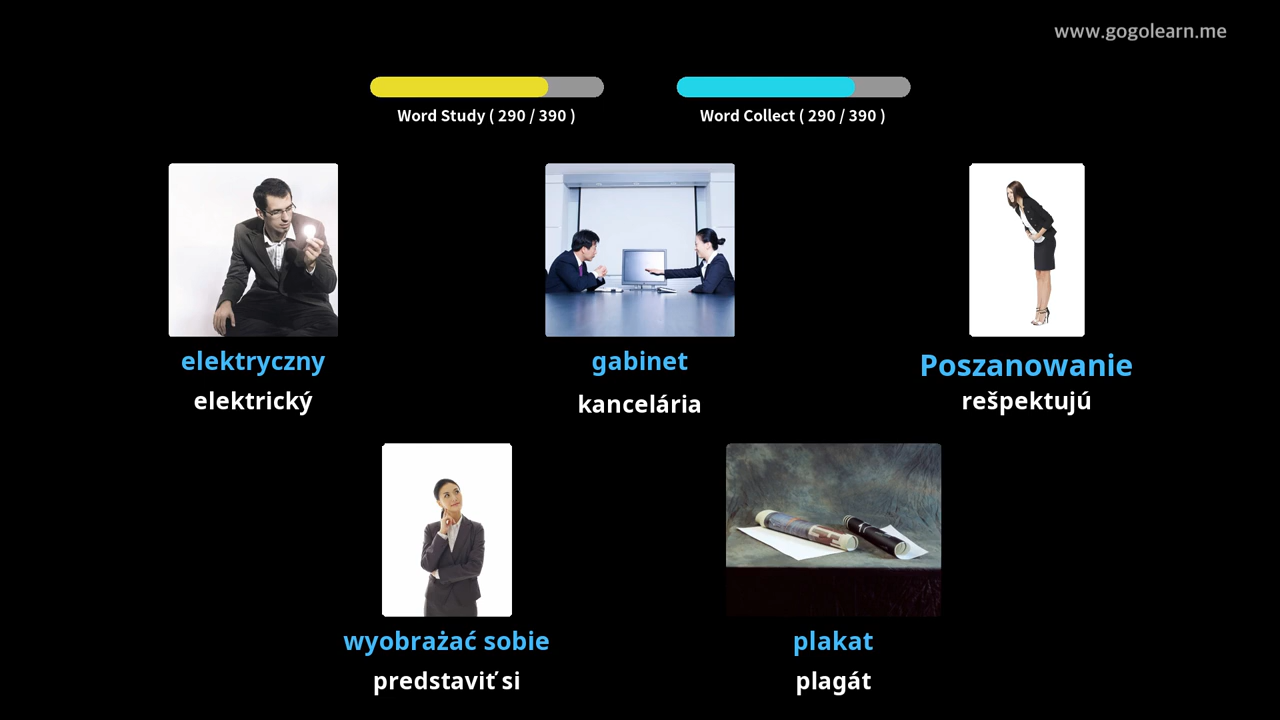 www.gogolearn.me
Word Study ( 290 / 390 )
Word Collect ( 290 / 390 )
elektryczny
elektrický
gabinet
kancelária
Poszanowanie
rešpektujú
wyobrażać sobie
predstaviť si
plakat
plagát